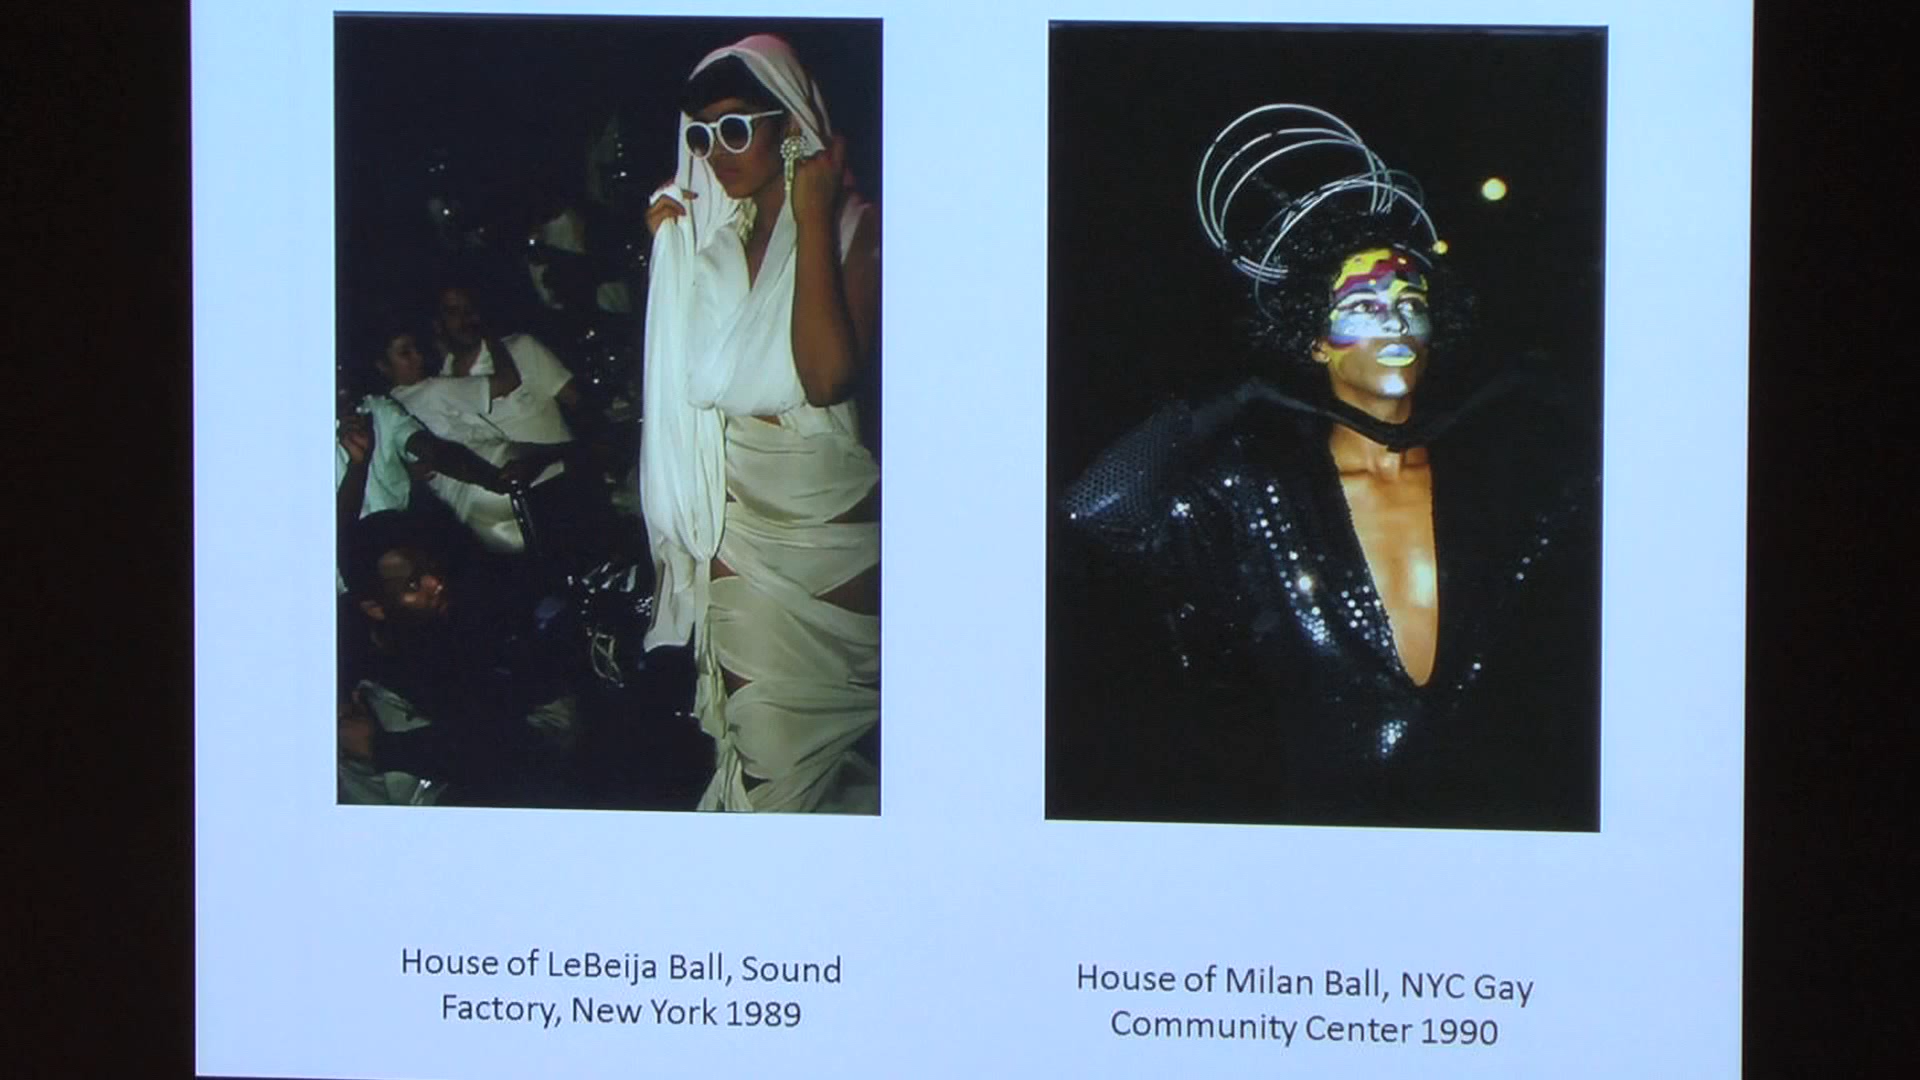 House of LeBeija Ball, Sound
Factory, New York 1989
House of Milan Ball, NYC Gay
Community Center 1990